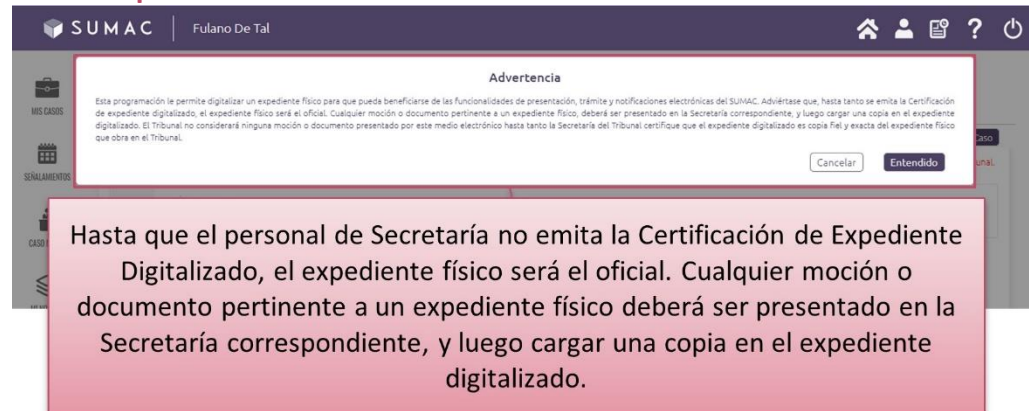 SUMAC Fulano De Tal
Advertencia
Esta programación le permite digitalizar un expediente físico para que pueda beneficiarse de las funcionalidades de presentación, trámite y notificaciones electrónicas del SUMAC. Adviértase que, hasta tanto se emita la Certificación
de expediente digitalizado, el expediente físico será el oficial. Cualquier moción o documento pertinente a un expediente físico, deberá ser presentado en la Secretaría correspondiente, y luego cargar una copia en el expediente
digitalizado. El Tribunal no considerará ninguna moción o documento presentado por este medio electrónico hasta tanto la Secretaría del Tribunal certifique que el expediente digitalizado es copia fiel y exacta del expediente físico
que obra en el Tribunal.
Cancelar Entendido
MIS CASOS
Caso
SEÑALAMIENTOS
unal.
CASO
Hasta que el personal de Secretaría no emita la Certificación de Expediente
Digitalizado, el expediente físico será el oficial. Cualquier moción o
documento pertinente a un expediente físico deberá ser presentado en la
Secretaría correspondiente, y luego cargar una copia en el expediente
digitalizado.